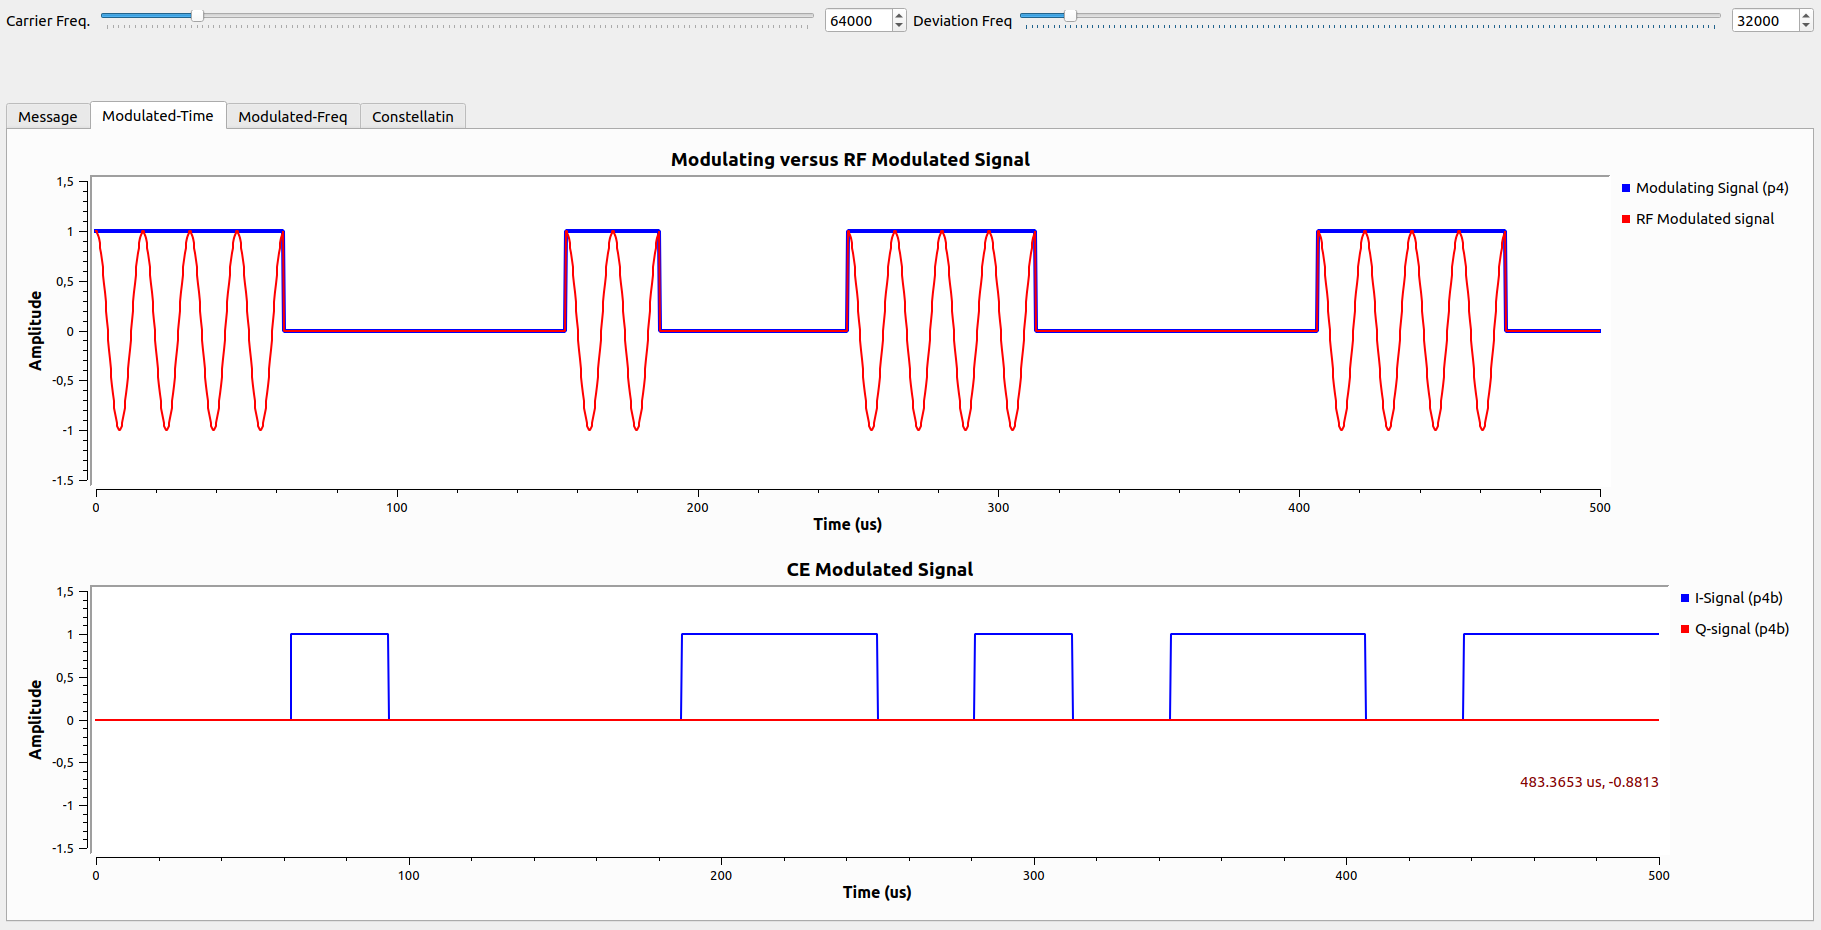 Carrier Freq. 64000 Deviation Freq 32000
Message Modulated-Time Modulated-Freq Constellatin
Modulating versus RF Modulated Signal
1,5
1
0,5
0
-0,5
-1
-1.5
Amplitude
0 100 200 300 400 500
Time (us)
Modulating Signal (p4)
RF Modulated signal
CE Modulated Signal
1,5
1
0,5
0
-0,5
-1
-1.5
Amplitude
0 100 200 300 400 500
Time (us)
I-Signal (p4b)
Q-signal (p4b)
483.3653 us, -0.8813